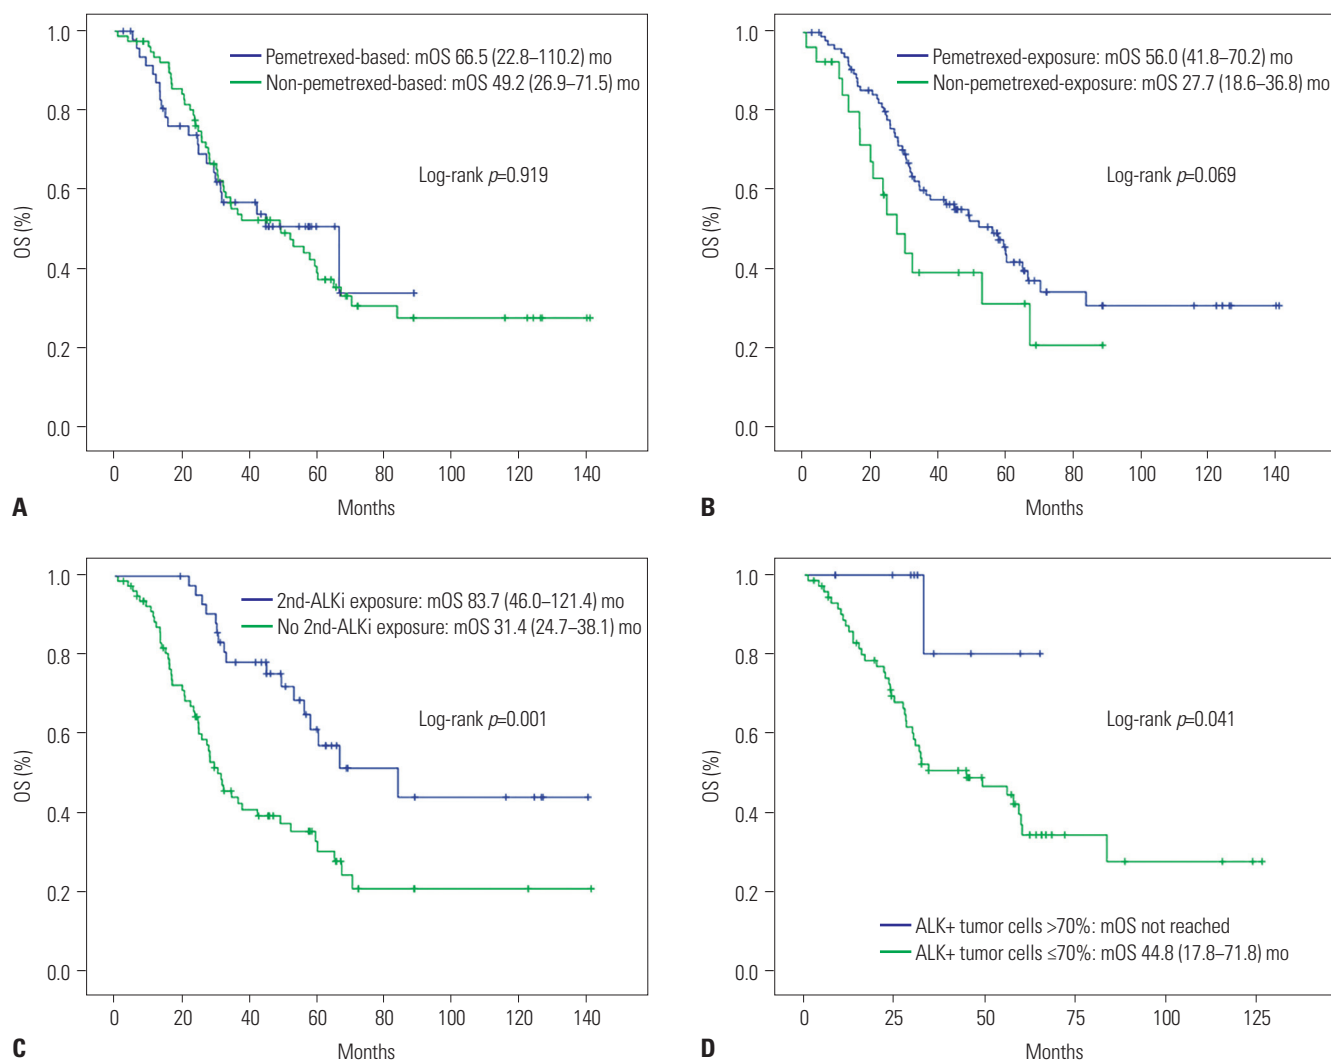 1.0
0.8
0.6
0.4
0.2
0.0
OS (%)
Pemetrexed-based: mOS 66.5 (22.8–110.2) mo
Non-pemetrexed-based: mOS 49.2 (26.9–71.5) mo
Log-rank p=0.919
0 20 40 60 80 100 120 140
Months
A
1.0
0.8
0.6
0.4
0.2
0.0
OS (%)
Pemetrexed-exposure: mOS 56.0 (41.8–70.2) mo
Non-pemetrexed-exposure: mOS 27.7 (18.6–36.8) mo
Log-rank p=0.069
0 20 40 60 80 100 120 140
Months
B
1.0
0.8
0.6
0.4
0.2
0.0
OS (%)
2nd-ALKi exposure: mOS 83.7 (46.0–121.4) mo
No 2nd-ALKi exposure: mOS 31.4 (24.7–38.1) mo
Log-rank p=0.001
0 20 40 60 80 100 120 140
Months
C
1.0
0.8
0.6
0.4
0.2
0.0
OS (%)
Log-rank p=0.041
ALK+ tumor cells >70%: mOS not reached
ALK+ tumor cells ≤70%: mOS 44.8 (17.8–71.8) mo
0 25 50 75 100 125
Months
D